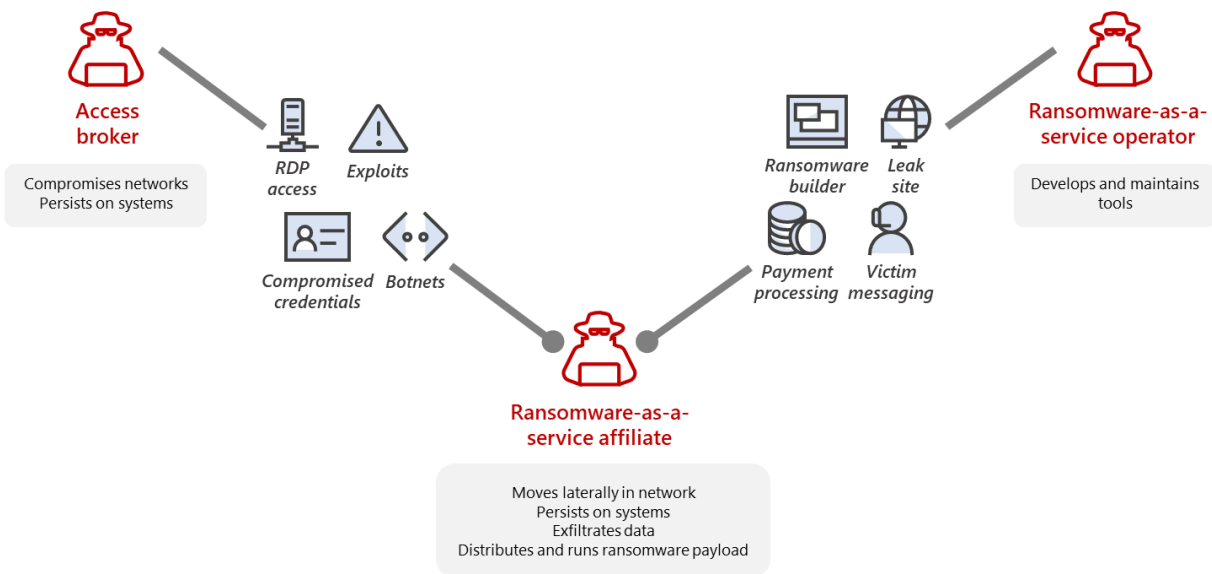 Access
broker
Compromises networks
Persists on systems
RDP
access
Exploits
Compromised
credentials
Botnets
Ransomware
builder
Leak
site
Payment
processing
Victim
messaging
Ransomware-as-a-
service operator
Develops and maintains
tools
Ransomware-as-a-
service affiliate
Moves laterally in network
Persists on systems
Exfiltrates data
Distributes and runs ransomware payload